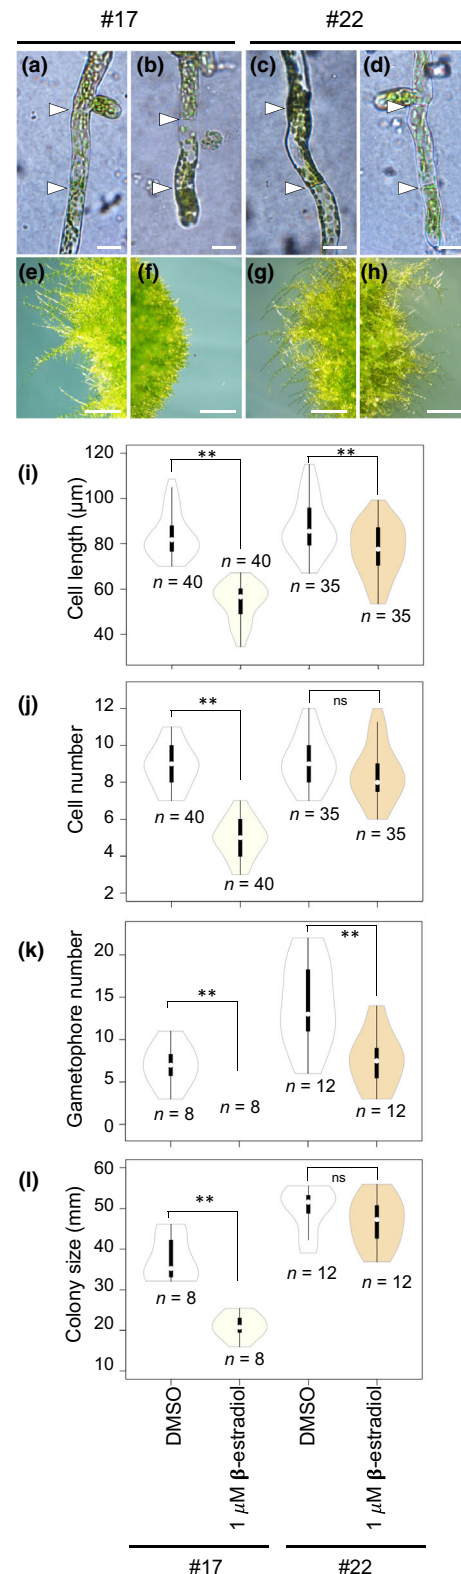 #17 #22
(a) (b) (c) (d)
(e) (f) (g) (h)
(i)
Cell length (µm)
120
100
80
60
40
**
**
n = 40
n = 40
n = 35
n = 35
(j)
Cell number
12
10
8
6
4
2
**
ns
n = 40
n = 40
n = 35
n = 35
(k)
Gametophore number
20
15
10
5
0
**
**
n = 8
n = 8
n = 12
n = 12
(l)
Colony size (mm)
60
50
40
30
20
10
**
ns
n = 8
n = 8
n = 12
n = 12
DMSO
1 µM β-estradiol
DMSO
1 µM β-estradiol
#17 #22